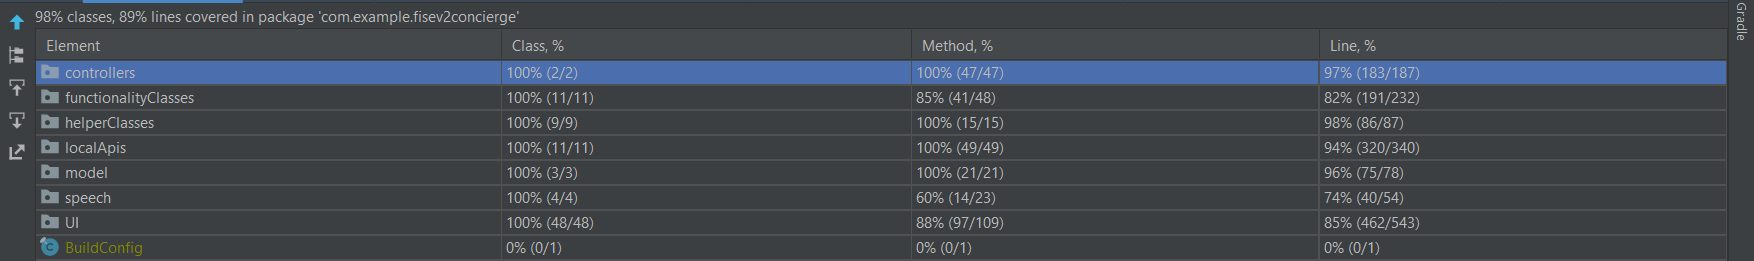 98% classes, 89% lines covered in package 'com.example.fisev2concierge'
Element Class, % Method, % Line, %
controllers 100% (2/2) 100% (47/47) 97% (183/187)
functionalityClasses 100% (11/11) 85% (41/48) 82% (191/232)
helperClasses 100% (9/9) 100% (15/15) 98% (86/87)
localApis 100% (11/11) 100% (49/49) 94% (320/340)
model 100% (3/3) 100% (21/21) 96% (75/78)
speech 100% (4/4) 60% (14/23) 74% (40/54)
UI 100% (48/48) 88% (97/109) 85% (462/543)
BuildConfig 0% (0/1) 0% (0/1) 0% (0/1)
Gradle